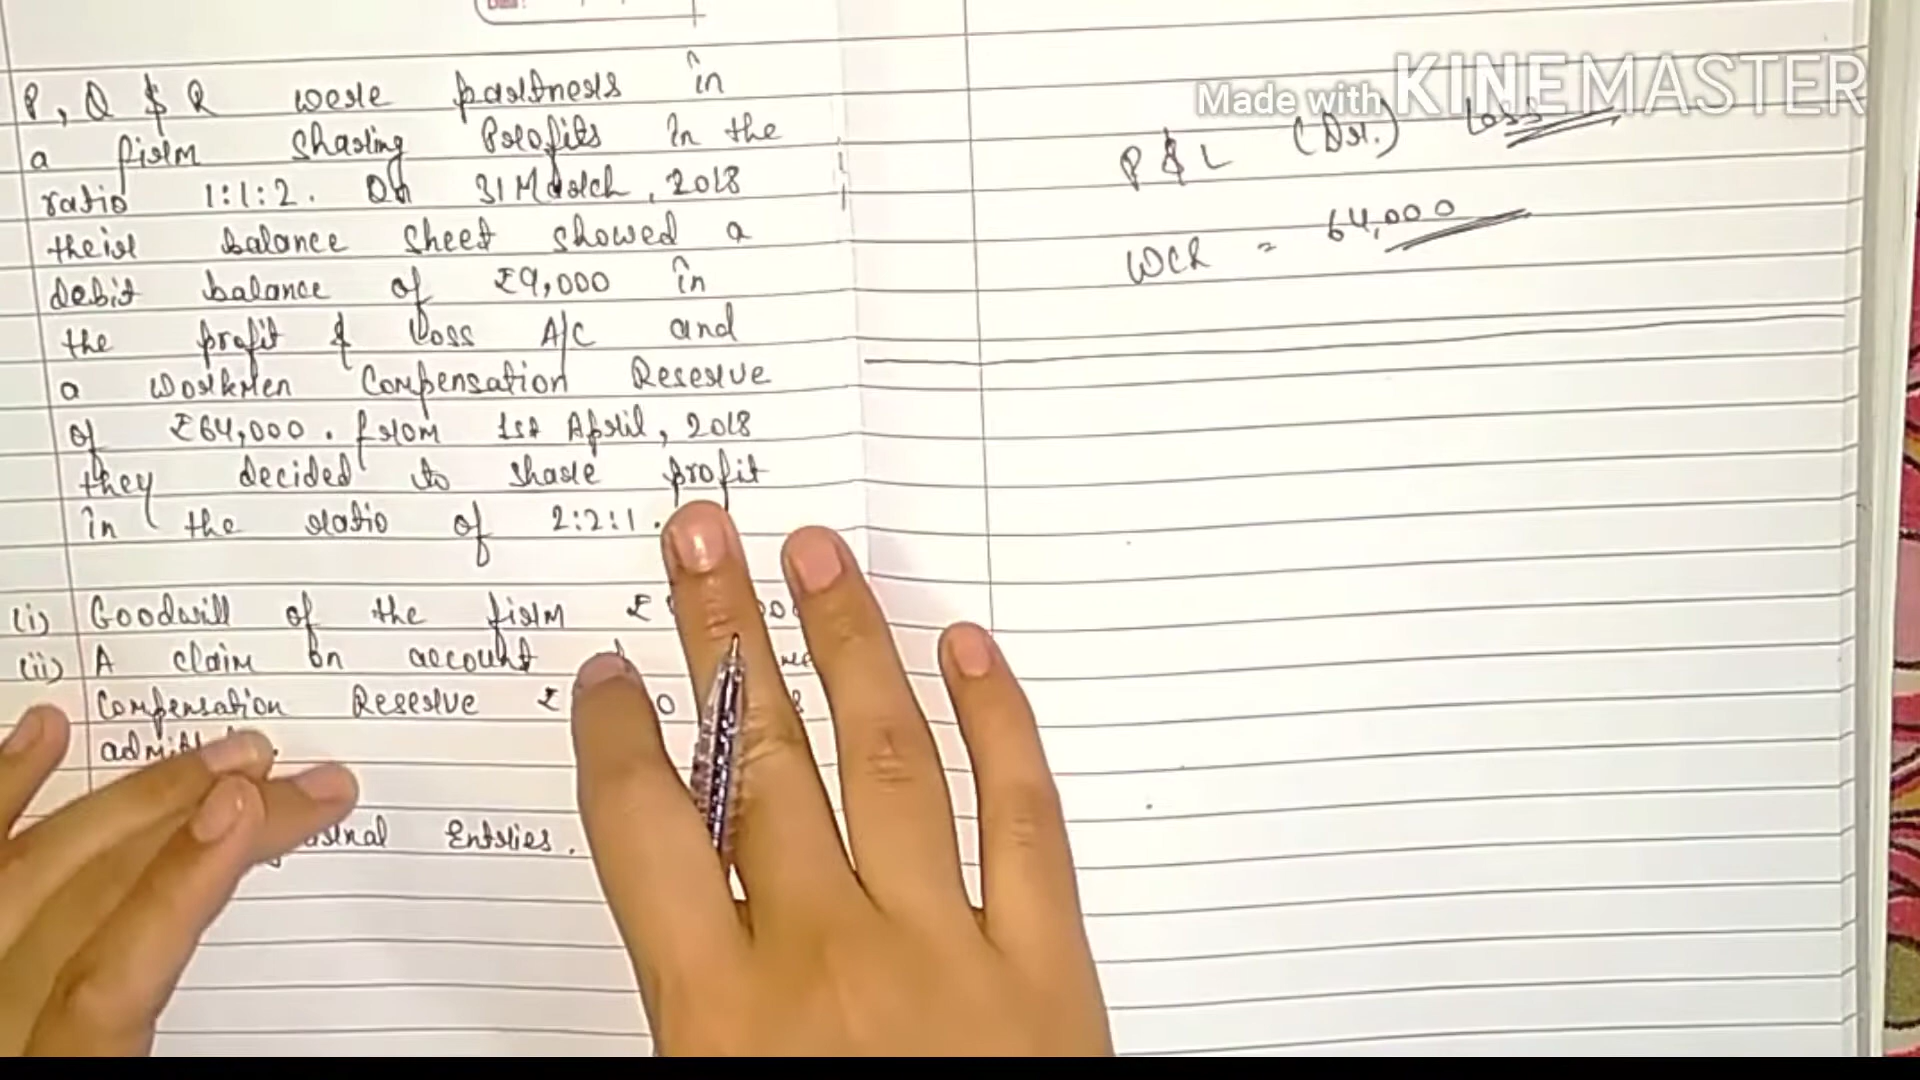 P, Q & R were partners in
a firm sharing Profits in the
ratio 1:1:2. On 31 March, 2018
their balance sheet showed a
debit balance of ₹9,000 in
the profit & Loss A/C and
a Workmen Compensation Reserve
of ₹64,000. from 1st April, 2018
they decided to share profit
in the ratio of 2:2:1.
(i) Goodwill of the firm ₹
(ii) A claim on account
Compensation Reserve ₹
Entries.
Made with KINEMASTER
P & L (Dr.) Loss
WCR = 64,000